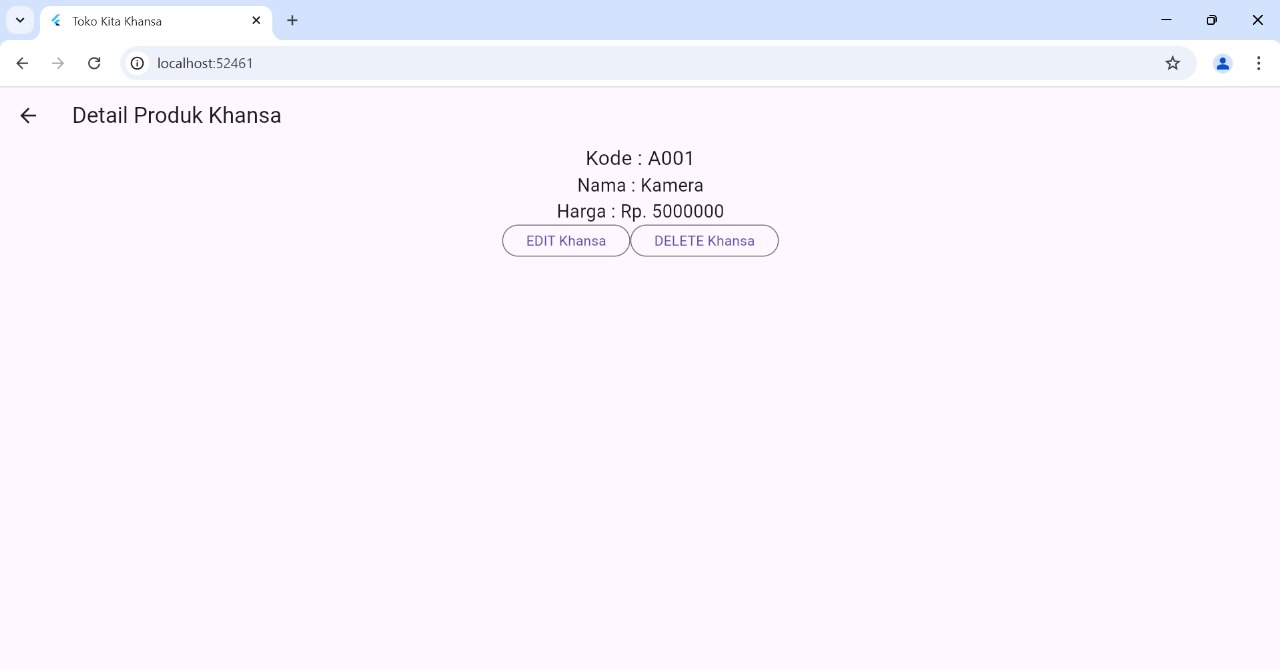 Toko Kita Khansa
localhost:52461
Detail Produk Khansa
Kode : A001
Nama : Kamera
Harga : Rp. 5000000
EDIT Khansa DELETE Khansa